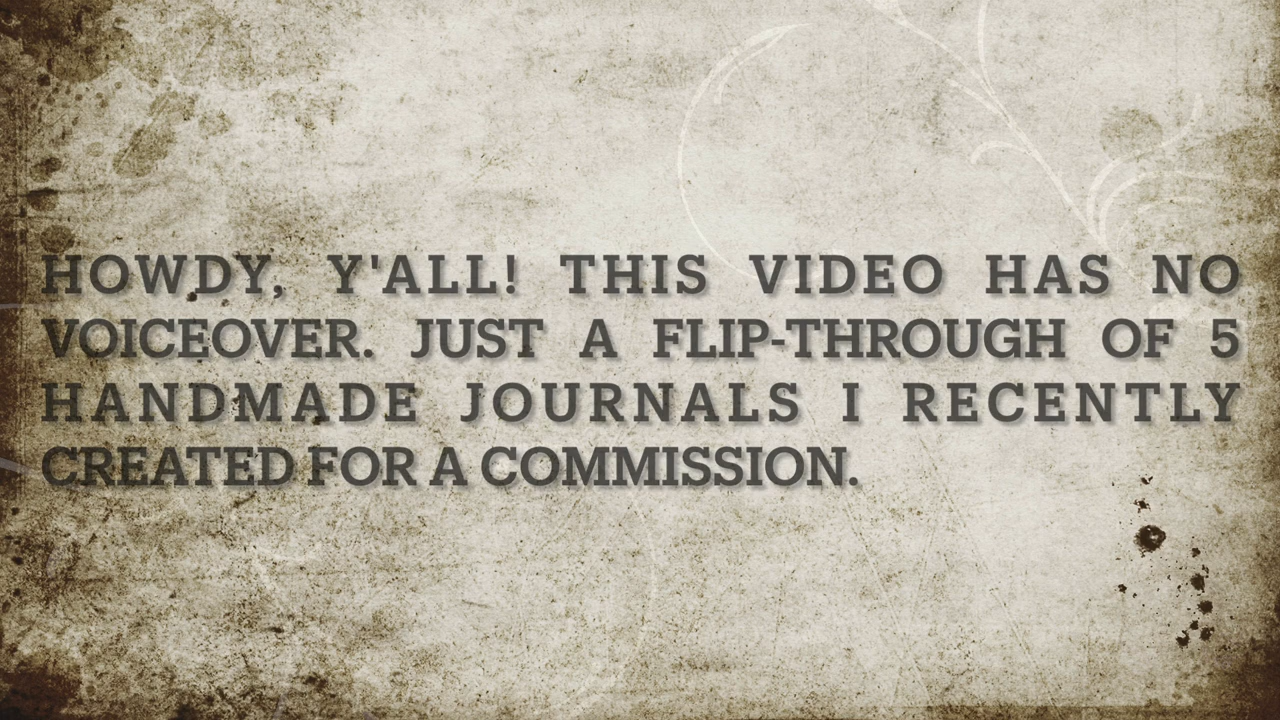 HOWDY, Y'ALL! THIS VIDEO HAS NO
VOICEOVER. JUST A FLIP-THROUGH OF 5
HANDMADE JOURNALS I RECENTLY
CREATED FOR A COMMISSION.